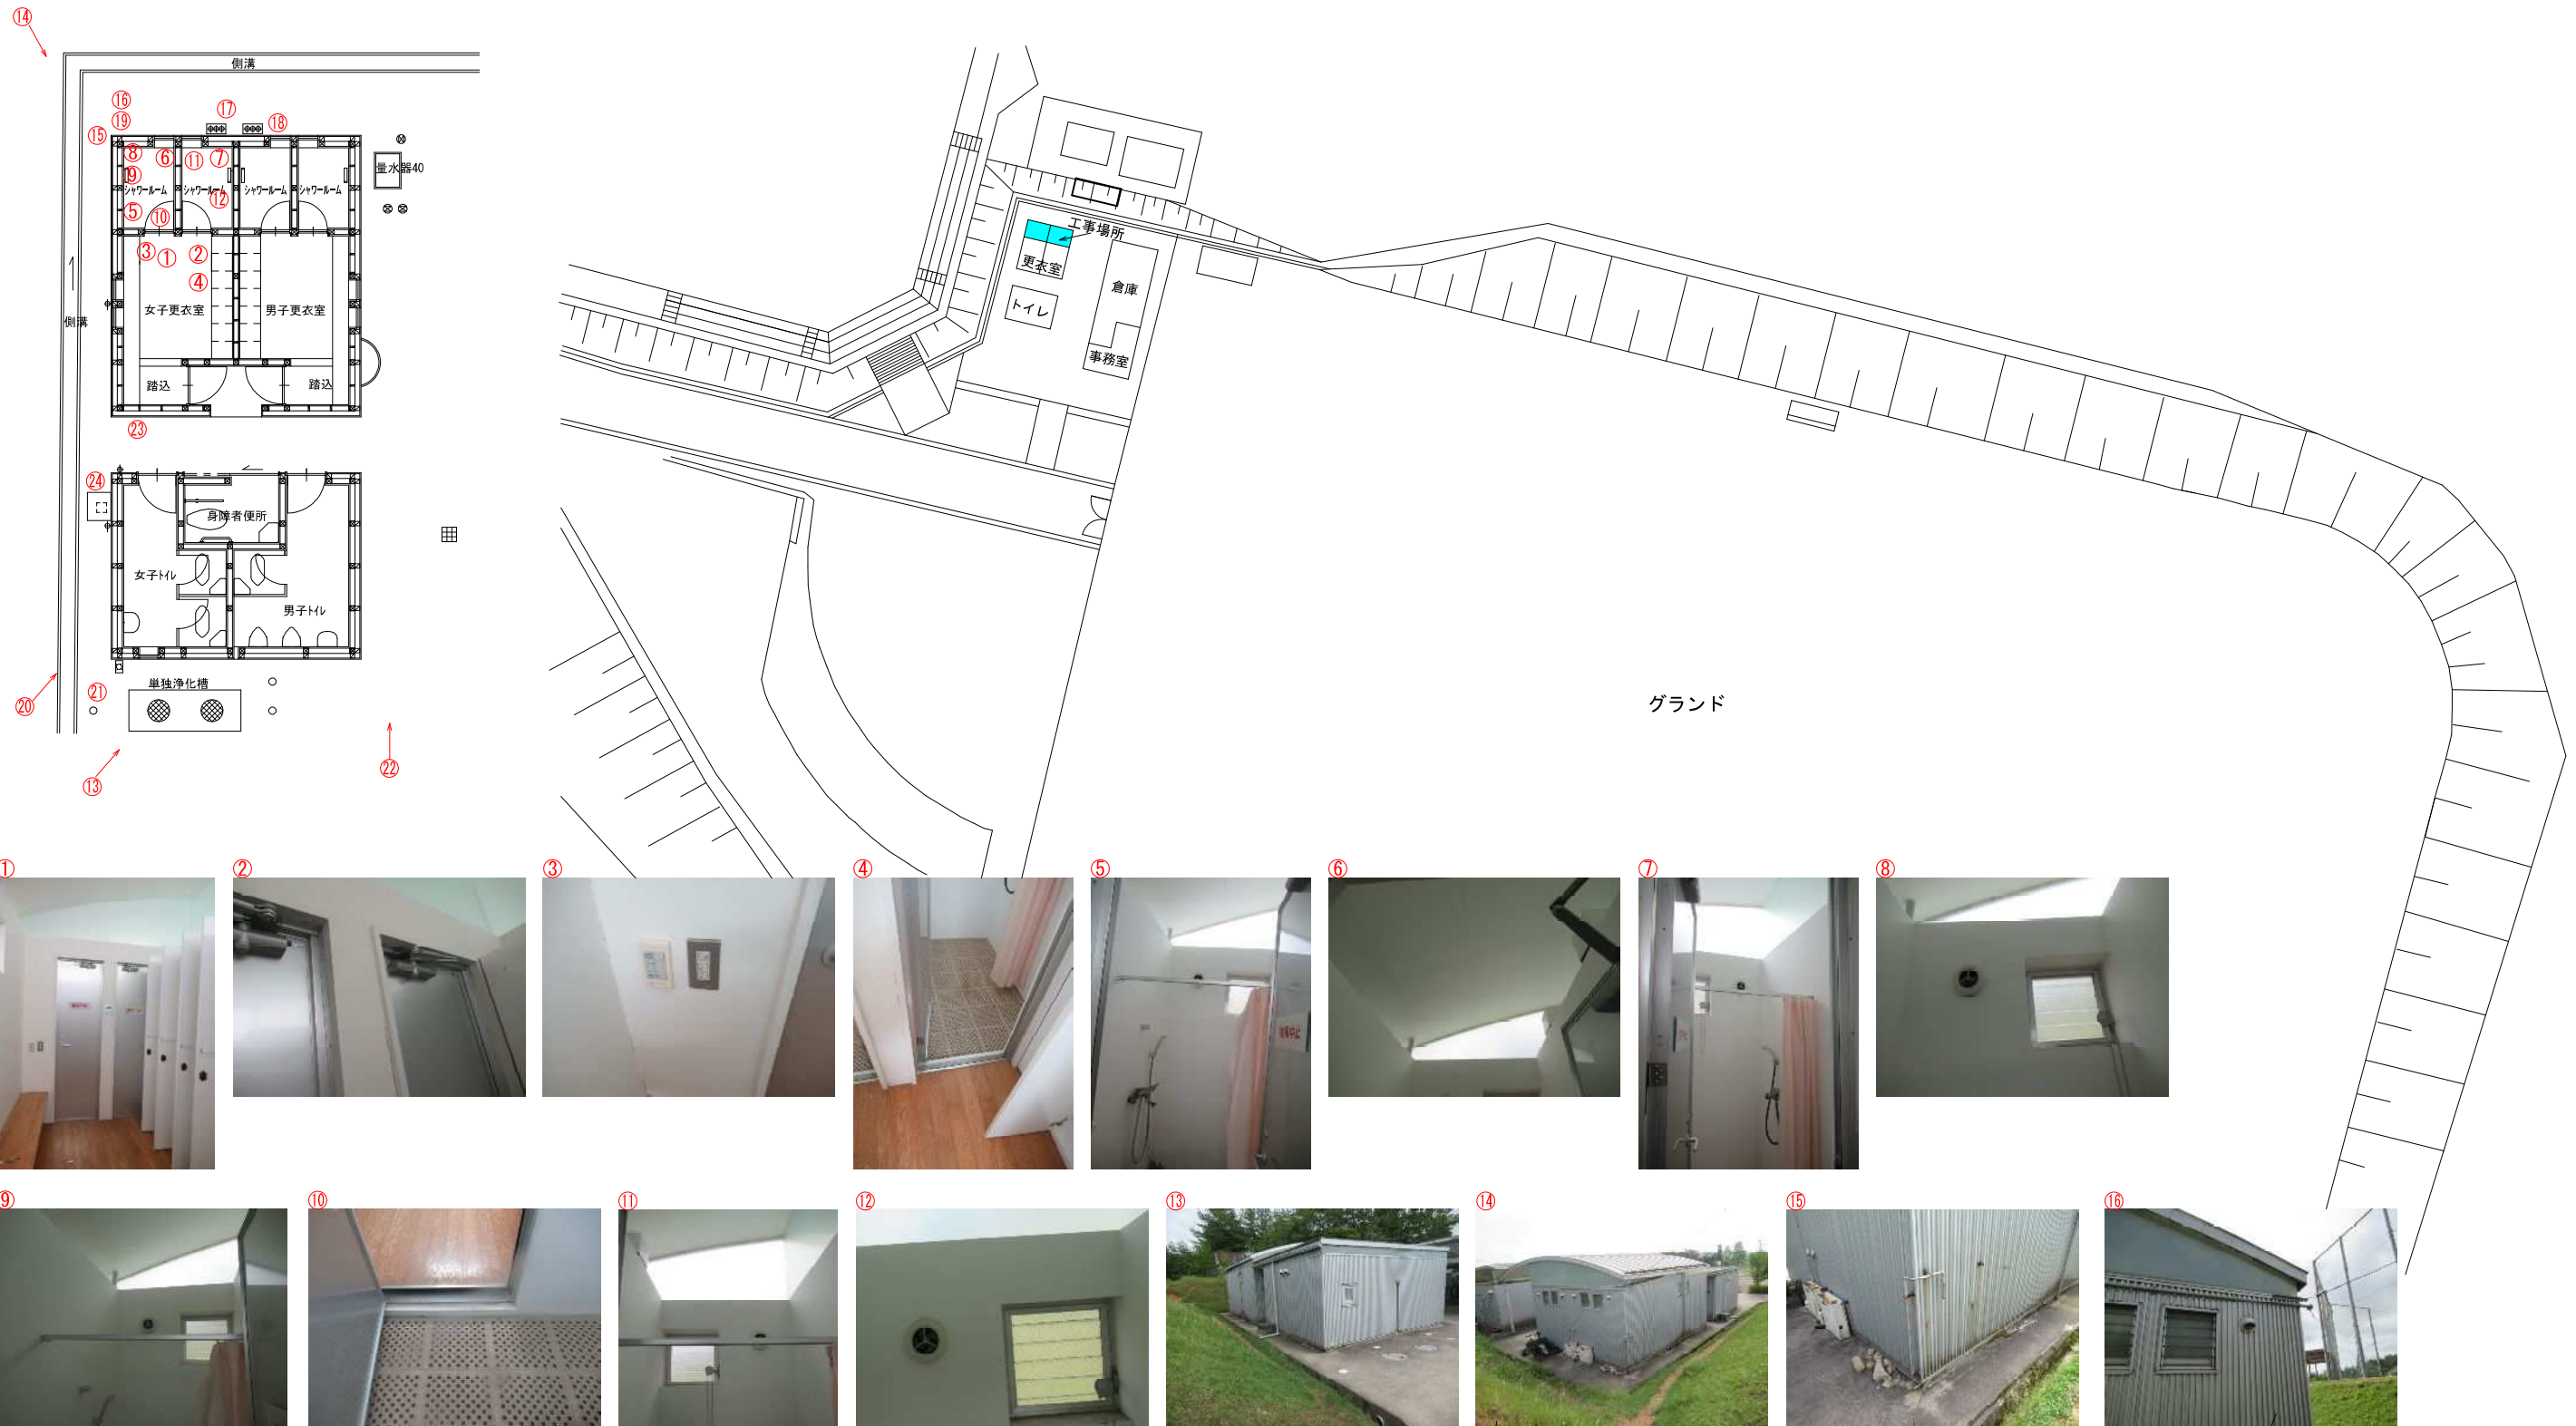 ⑭
側溝
⑯
⑰
⑲
⑱
⑮
⑧
⑥
⑪
⑦
量水器40
⑨
シャワールーム
シャワールーム
シャワールーム
シャワールーム
⑫
⑤
⑩
③
①
②
④
女子更衣室
男子更衣室
側溝
踏込
踏込
㉓
㉔
身障者便所
女子トイレ
男子トイレ
単独浄化槽
㉑
⑳
㉒
⑬
工事場所
更衣室
倉庫
トイレ
事務室
グランド
①
②
③
④
⑤
⑥
⑦
⑧
⑨
⑩
⑪
⑫
⑬
⑭
⑮
⑯